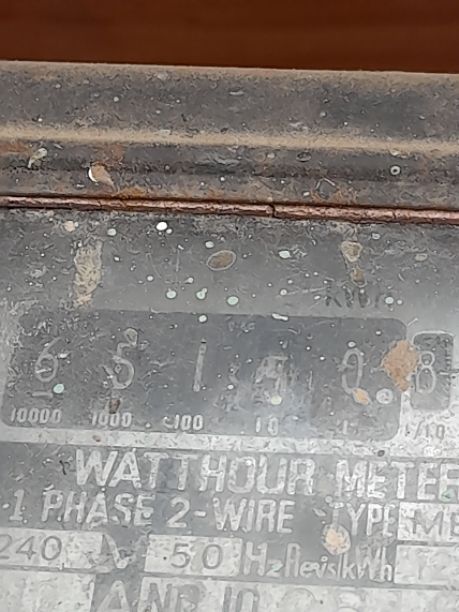 kWh
6 5 1 0 8
10000 1000 100 10 1 1/10
WATTHOUR METER
1 PHASE 2-WIRE TYPE
240 V 50 Hz Rev/kWh